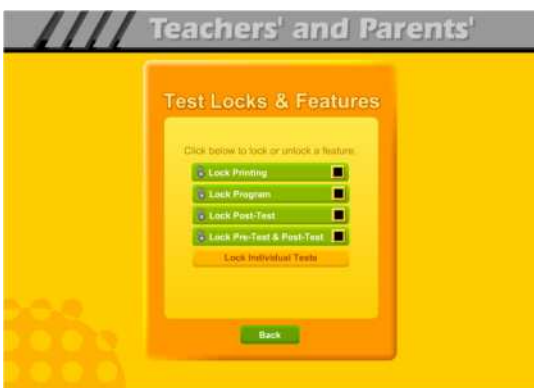 Teachers' and Parents'
Test Locks & Features
Click below to lock or unlock a feature.
Lock Printing
Lock Program
Lock Post-Test
Lock Pre-Test & Post-Test
Lock Individual Tests
Back